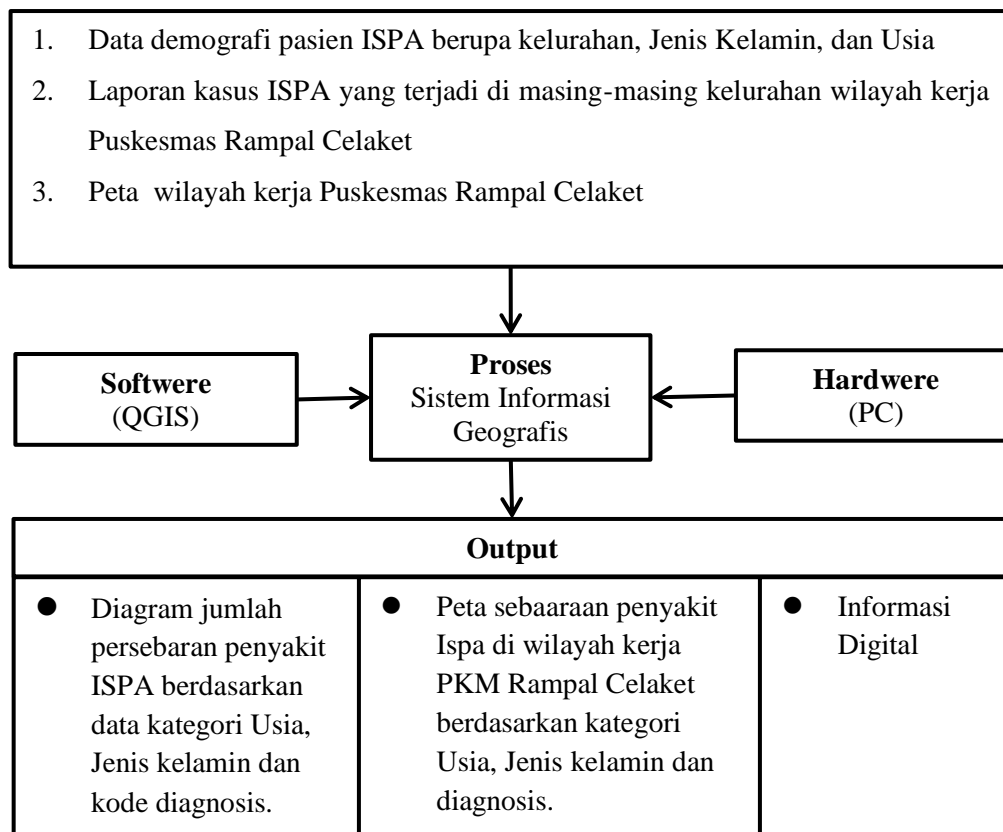 1. Data demografi pasien ISPA berupa kelurahan, Jenis Kelamin, dan Usia
2. Laporan kasus ISPA yang terjadi di masing-masing kelurahan wilayah kerja
Puskesmas Rampal Celaket
3. Peta wilayah kerja Puskesmas Rampal Celaket
Softwere
(QGIS)
Proses
Sistem Informasi
Geografis
Hardwere
(PC)
Output
● Diagram jumlah
persebaran penyakit
ISPA berdasarkan
data kategori Usia,
Jenis kelamin dan
kode diagnosis.
● Peta sebaaraan penyakit
Ispa di wilayah kerja
PKM Rampal Celaket
berdasarkan kategori
Usia, Jenis kelamin dan
diagnosis.
● Informasi
Digital